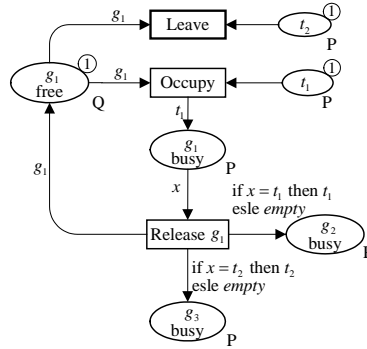 g₁
Leave
t₂
1
P
g₁
free
1
Q
g₁
Occupy
t₁
1
P
t₁
g₁
busy
P
g₁
x
if x = t₁ then t₁
esle empty
Release g₁
g₂
busy
if x = t₂ then t₂
esle empty
g₃
busy
P